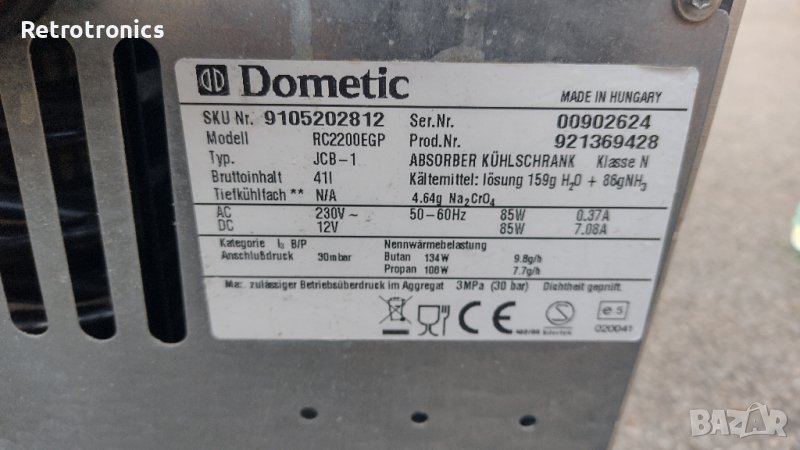 Retrotronics
Dometic
MADE IN HUNGARY
SKU Nr. 9105202812 Ser.Nr. 00902624
Modell RC2200EGP Prod.Nr. 921369428
Typ. JCB-1 ABSORBER KÜHLSCHRANK Klasse N
Bruttoinhalt 41l Kältemittel: lösung 159g H₂O + 86gNH₃
Tiefkühlfach ** N/A 4.64g Na₂CrO₄
AC 230V~ 50-60Hz 85W 0.37A
DC 12V 85W 7.08A
Kategorie I₃ B/P Nennwärmebelastung
Anschlußdruck 30mbar Butan 134W 9.8g/h
Propan 108W 7.7g/h
Max. zulässiger Betriebsüberdruck im Aggregat 3MPa (30 bar) Dichtheit geprüft.
CE
e5
020041
BAZAR